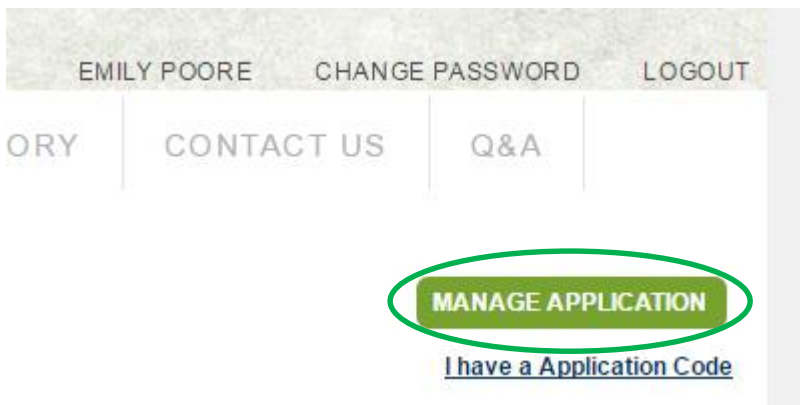 EMILY POORE CHANGE PASSWORD LOGOUT
ORY CONTACT US Q&A
MANAGE APPLICATION
I have a Application Code